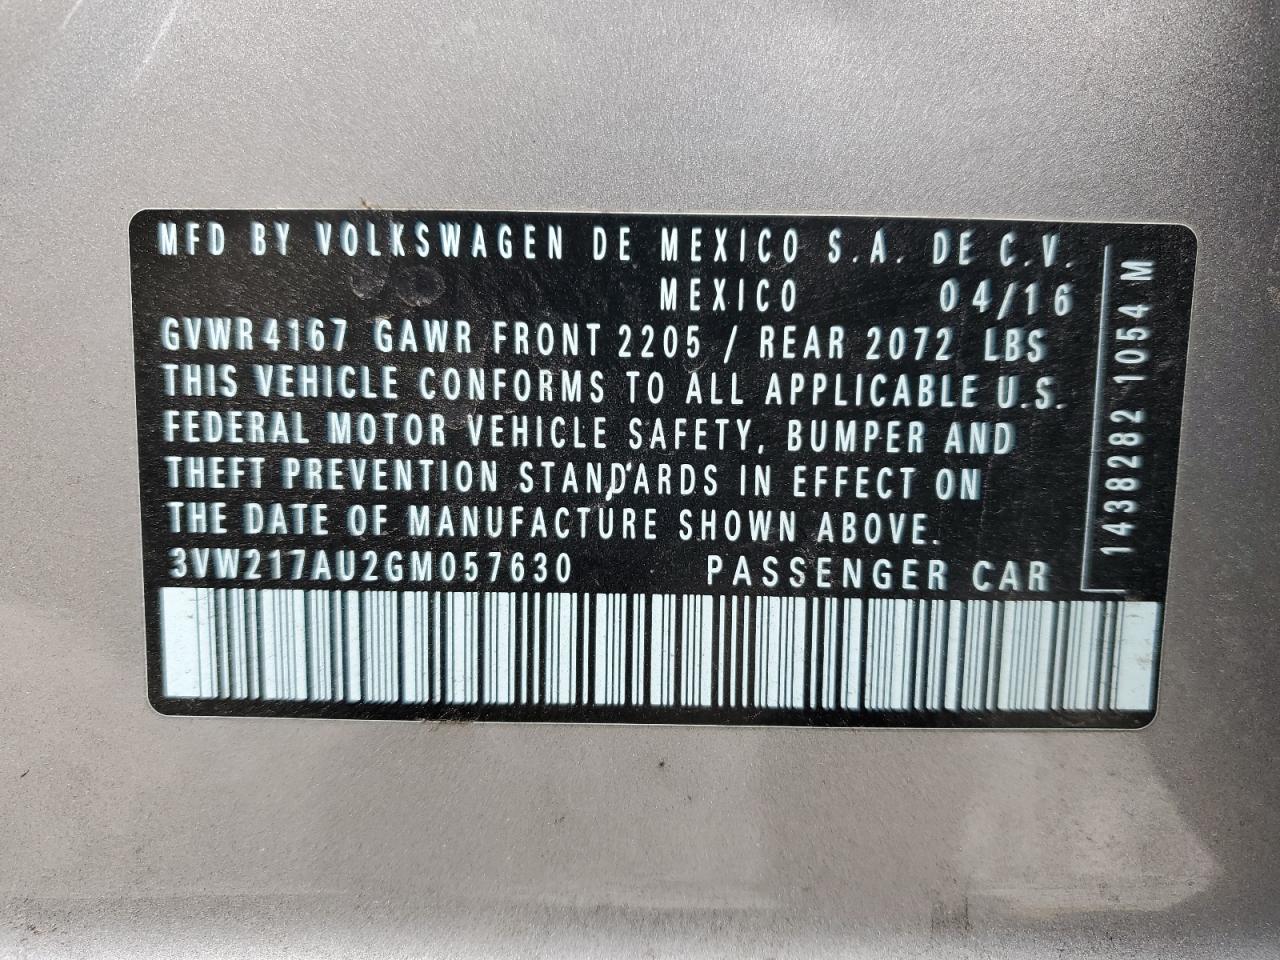 MFD BY VOLKSWAGEN DE MEXICO S.A. DE C.V.
MEXICO 04/16
GVWR 4167 GAWR FRONT 2205 / REAR 2072 LBS
THIS VEHICLE CONFORMS TO ALL APPLICABLE U.S.
FEDERAL MOTOR VEHICLE SAFETY, BUMPER AND
THEFT PREVENTION STANDARDS IN EFFECT ON
THE DATE OF MANUFACTURE SHOWN ABOVE.
3VW217AU2GM057630 PASSENGER CAR
1438282 1054 M